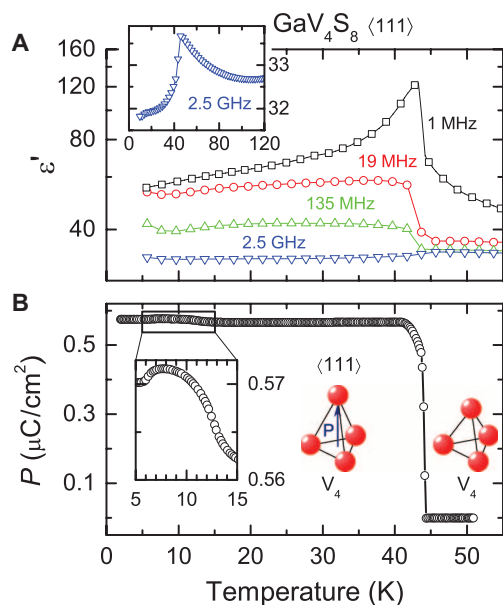 GaV₄S₈ ⟨111⟩
A
160
120
80
40
ε'
33
32
2.5 GHz
0 40 80 120
1 MHz
19 MHz
135 MHz
2.5 GHz
B
0.5
0.3
0.1
P (μC/cm²)
0.57
0.56
5 10 15
⟨111⟩
P
V₄
V₄
0 10 20 30 40 50
Temperature (K)